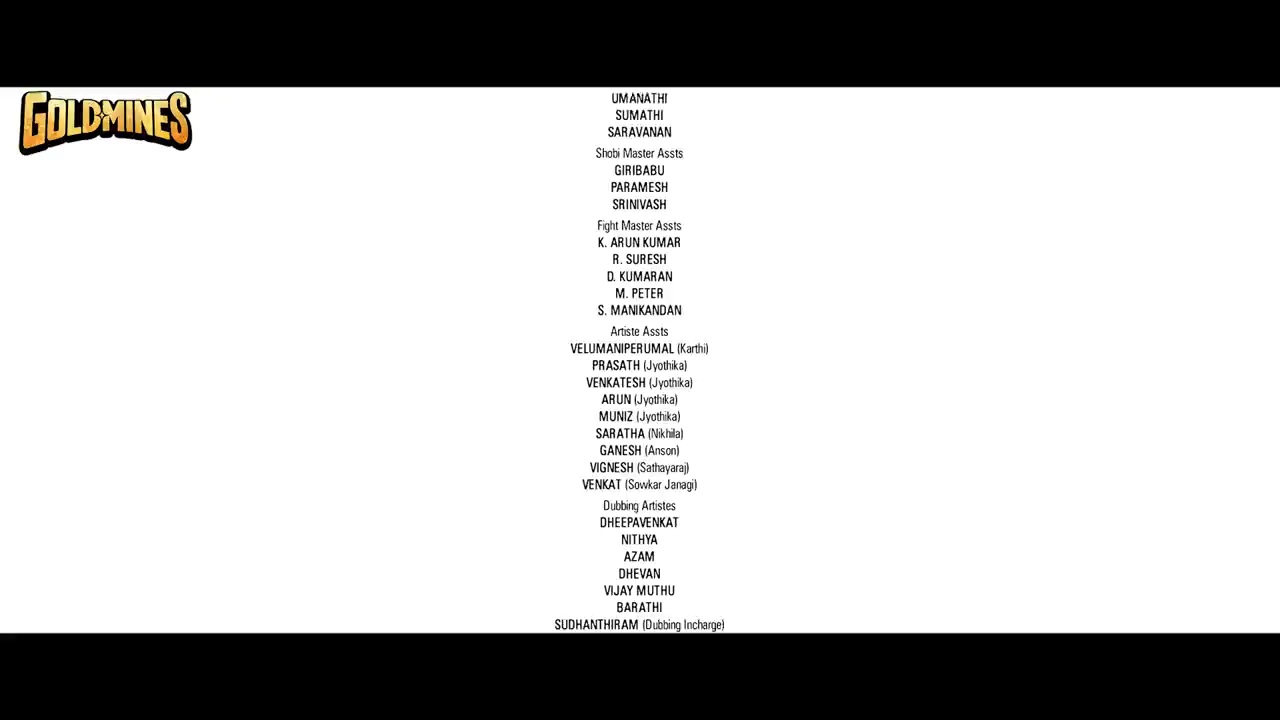 GOLDMINES
UMANATHI
SUMATHI
SARAVANAN
Shobi Master Assts
GIRIBABU
PARAMESH
SRINIVASH
Fight Master Assts
K. ARUN KUMAR
R. SURESH
D. KUMARAN
M. PETER
S. MANIKANDAN
Artiste Assts
VELUMANIPERUMAL (Karthi)
PRASATH (Jyothika)
VENKATESH (Jyothika)
ARUN (Jyothika)
MUNIZ (Jyothika)
SARATHA (Nikhila)
GANESH (Anson)
VIGNESH (Sathayaraj)
VENKAT (Sowkar Janagi)
Dubbing Artistes
DHEEPAVENKAT
NITHYA
AZAM
DHEVAN
VIJAY MUTHU
BARATHI
SUDHANTHIRAM (Dubbing Incharge)